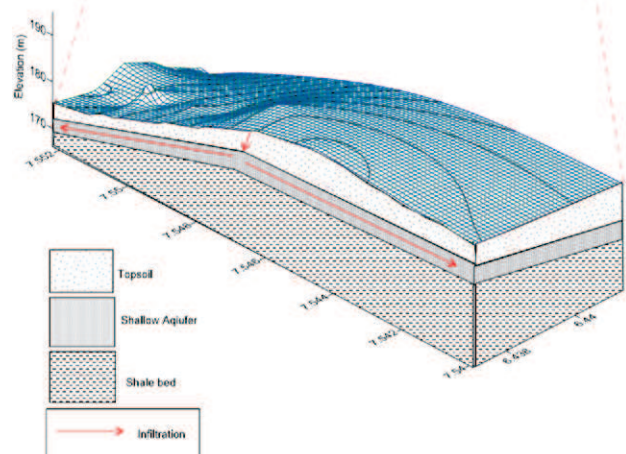 Elevation (m)
190
180
170
7.552
7.55
7.548
7.546
7.544
7.542
7.54
6.438
6.44
Topsoil
Shallow Aqiufer
Shale bed
Infiltration